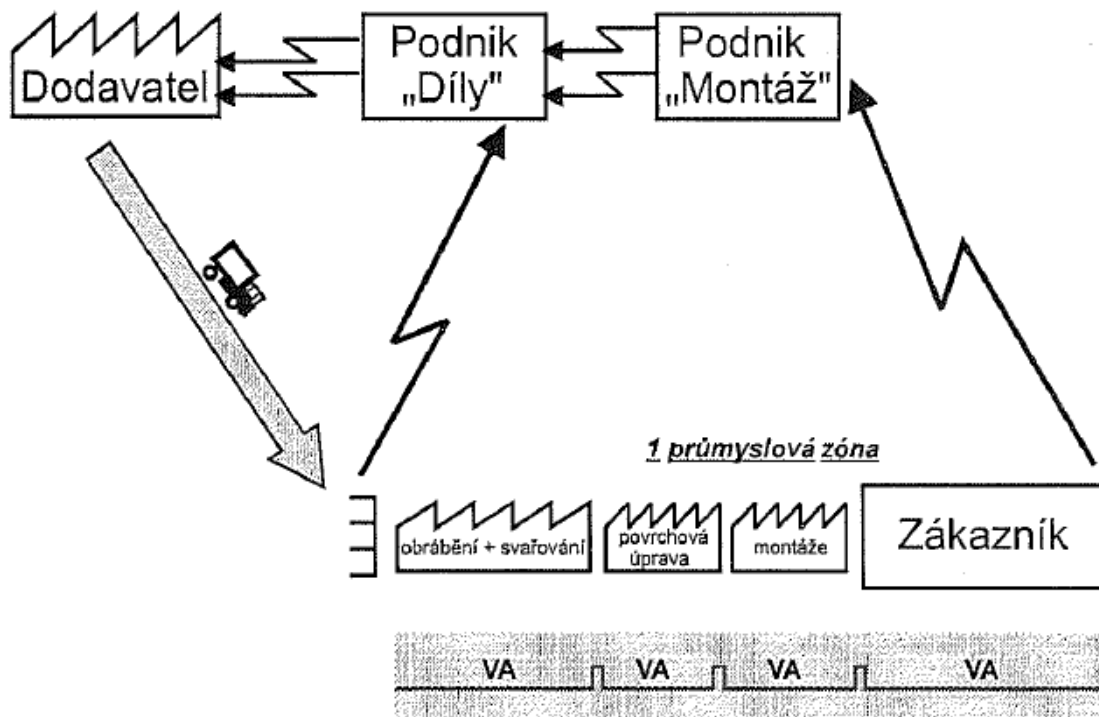 Dodavatel
Podnik
„Díly"
Podnik
„Montáž"
1 průmyslová zóna
obrábění + svařování
povrchová
úprava
montáže
Zákazník
VA
VA
VA
VA